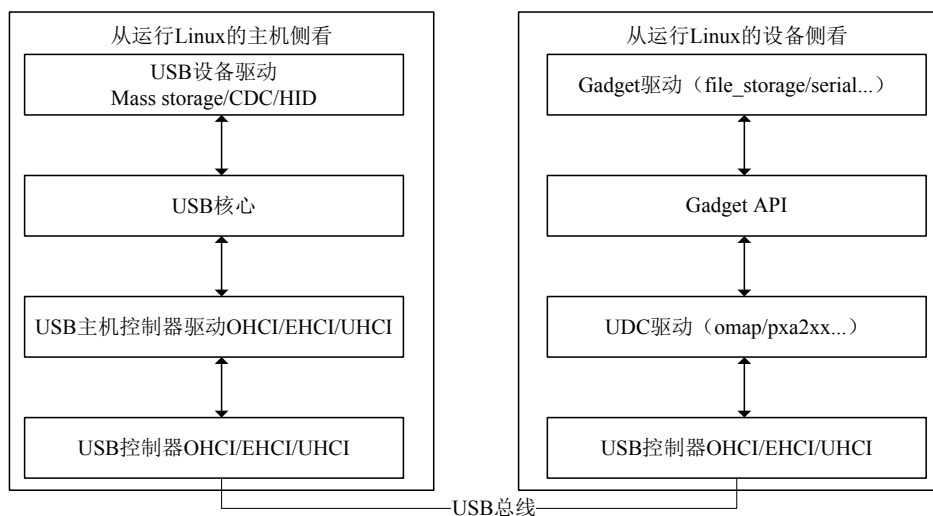 从运行Linux的主机侧看
USB设备驱动
Mass storage/CDC/HID
USB核心
USB主机控制器驱动OHCI/EHCI/UHCI
USB控制器OHCI/EHCI/UHCI
从运行Linux的设备侧看
Gadget驱动（file_storage/serial...）
Gadget API
UDC驱动（omap/pxa2xx...）
USB控制器OHCI/EHCI/UHCI
USB总线